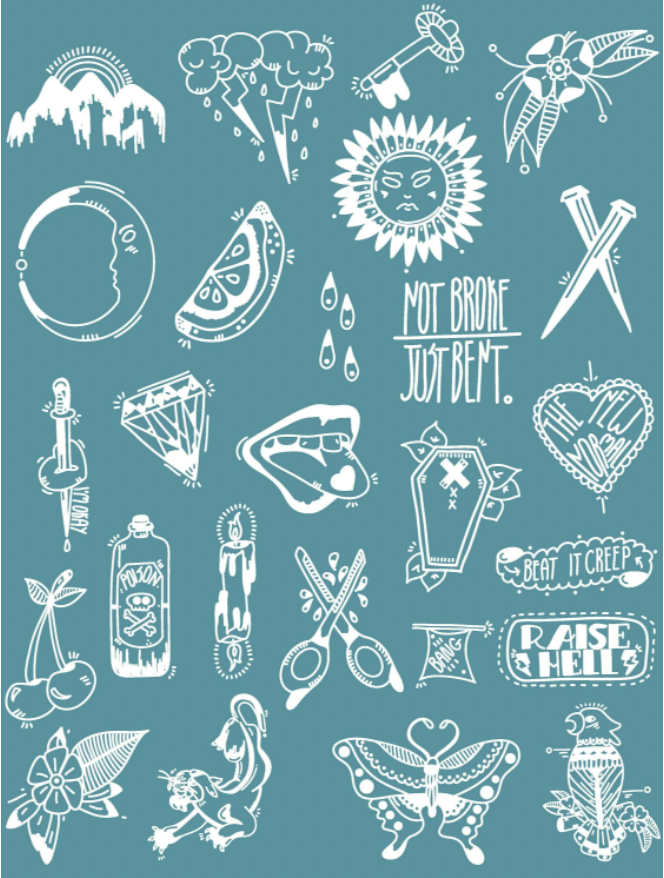 NOT BROKE
JUST BENT.
THE NEW
NORMAL
I'M OKAY
POISON
BEAT IT CREEP
BANG
RAISE
HELL